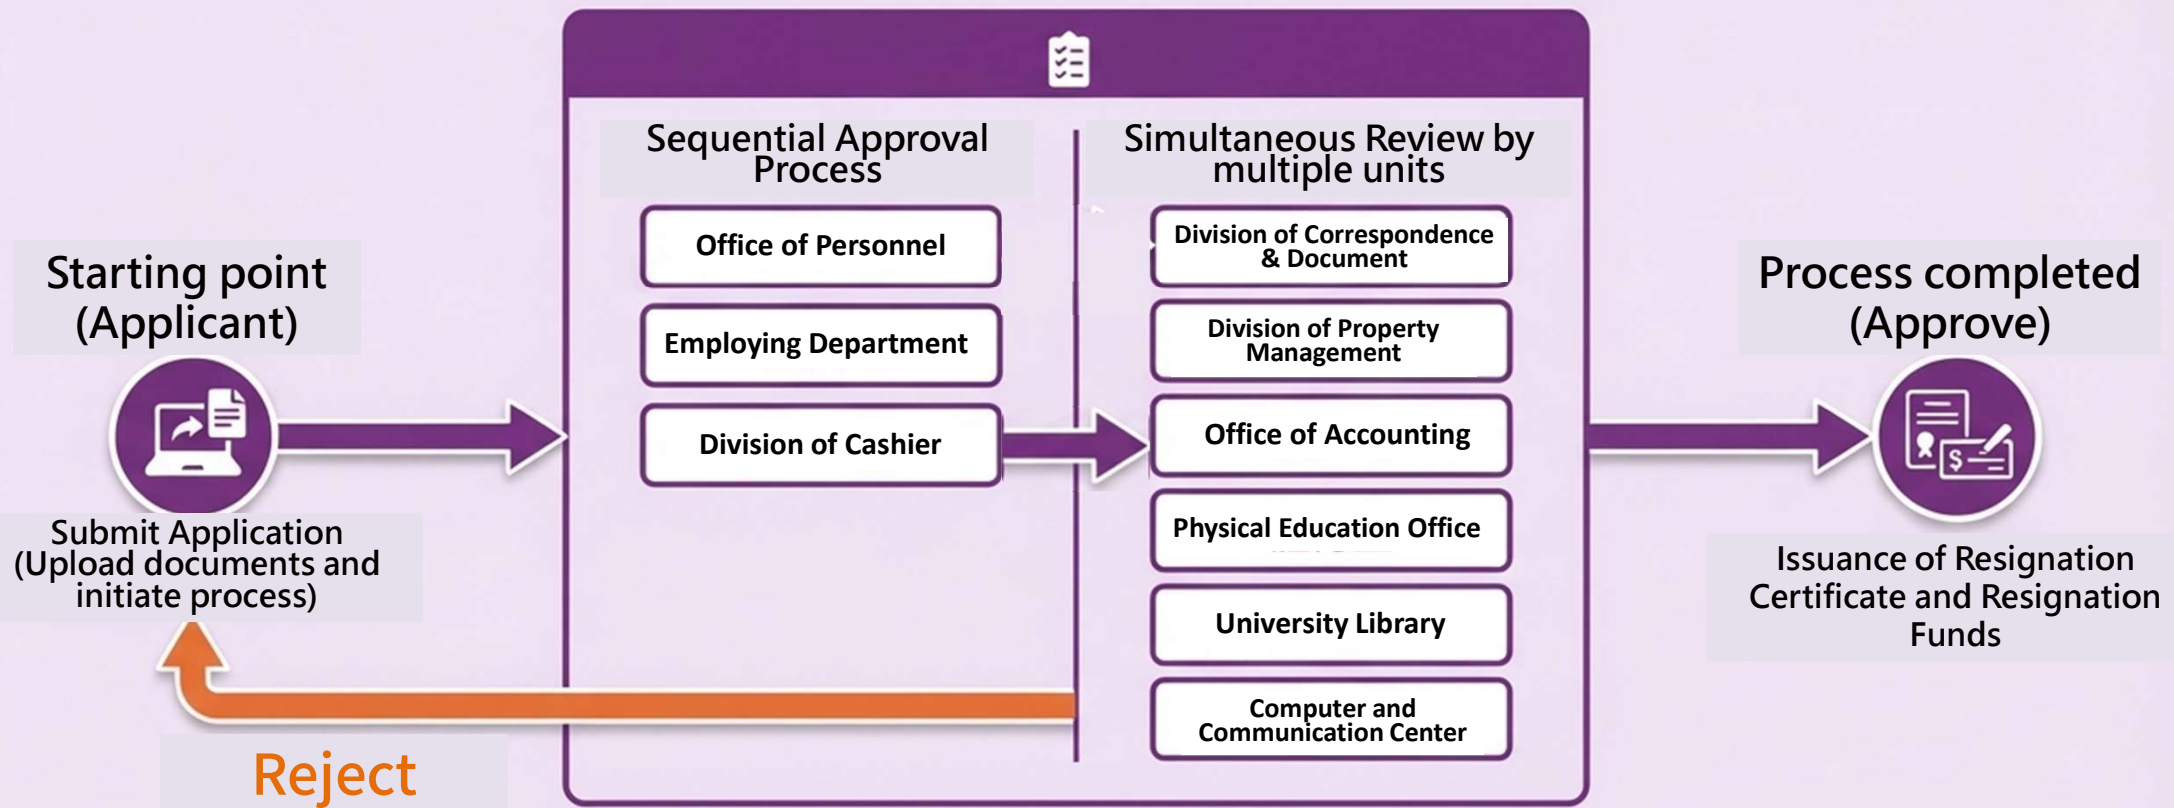 Starting point
(Applicant)
Submit Application
(Upload documents and
initiate process)
Reject
Sequential Approval
Process
Office of Personnel
Employing Department
Division of Cashier
Simultaneous Review by
multiple units
Division of Correspondence
& Document
Division of Property
Management
Office of Accounting
Physical Education Office
University Library
Computer and
Communication Center
Process completed
(Approve)
$
Issuance of Resignation
Certificate and Resignation
Funds